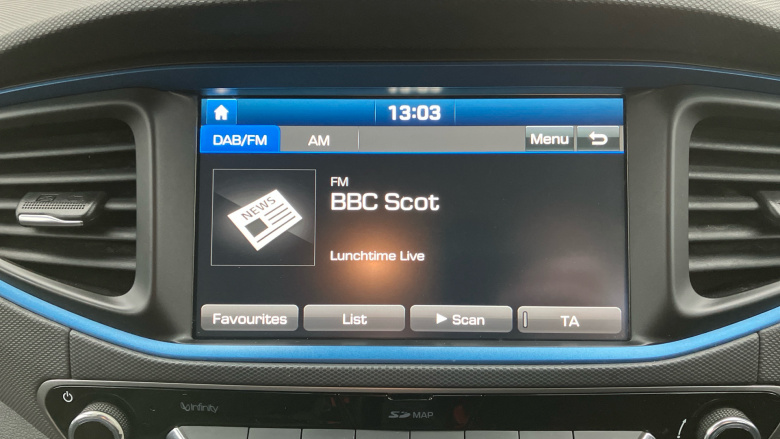 13:03
DAB/FM AM Menu
NEWS
FM
BBC Scot
Lunchtime Live
Favourites List Scan TA
infinity SD MAP